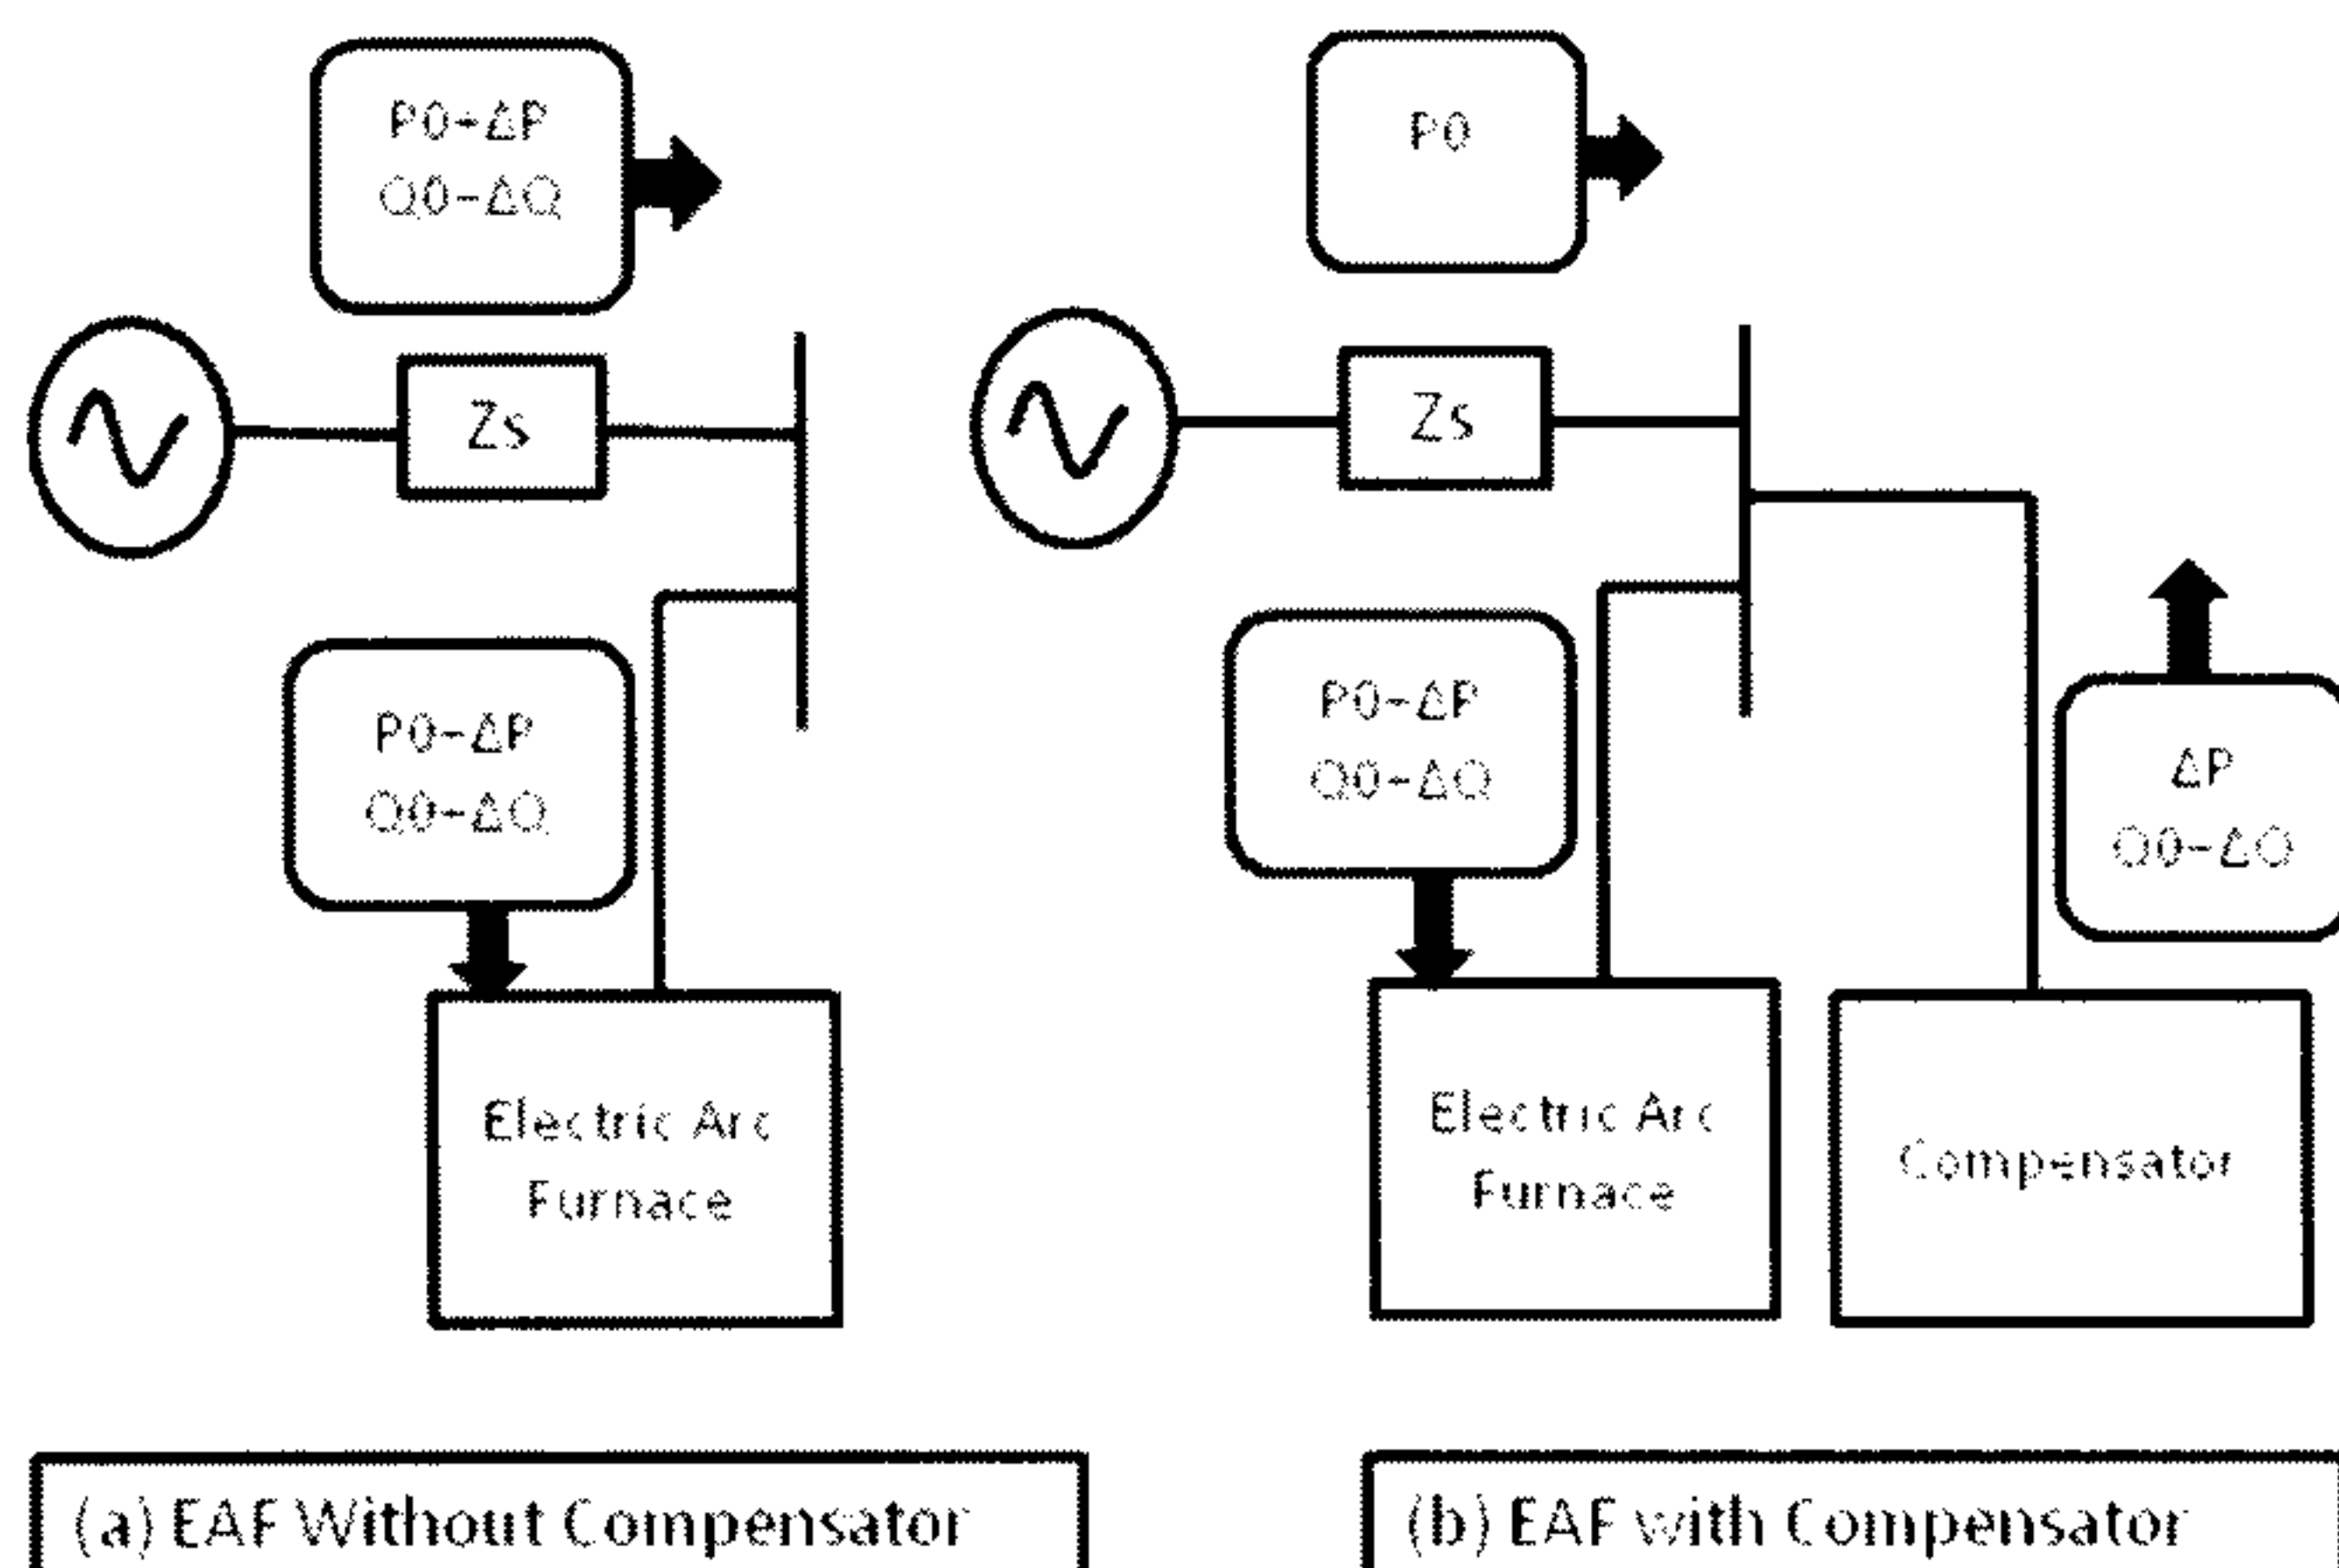 P0+ΔP
Q0-ΔQ
Zs
P0-ΔP
Q0-ΔQ
Electric Arc
Furnace
(a) EAF Without Compensator
P0
Zs
P0-ΔP
Q0-ΔQ
Electric Arc
Furnace
ΔP
Q0-ΔQ
Compensator
(b) EAF with Compensator